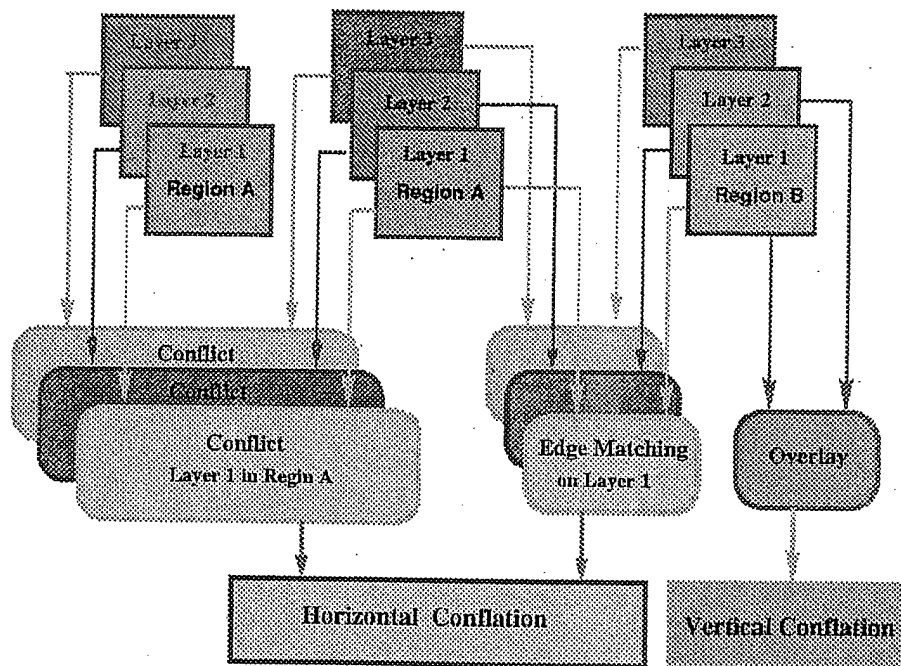 Layer 3
Layer 2
Layer 1
Region A
Layer 3
Layer 2
Layer 1
Region A
Layer 3
Layer 2
Layer 1
Region B
Conflict
Conflict
Conflict
Layer 1 in Regin A
Edge Matching
on Layer 1
Overlay
Horizontal Conflation
Vertical Conflation